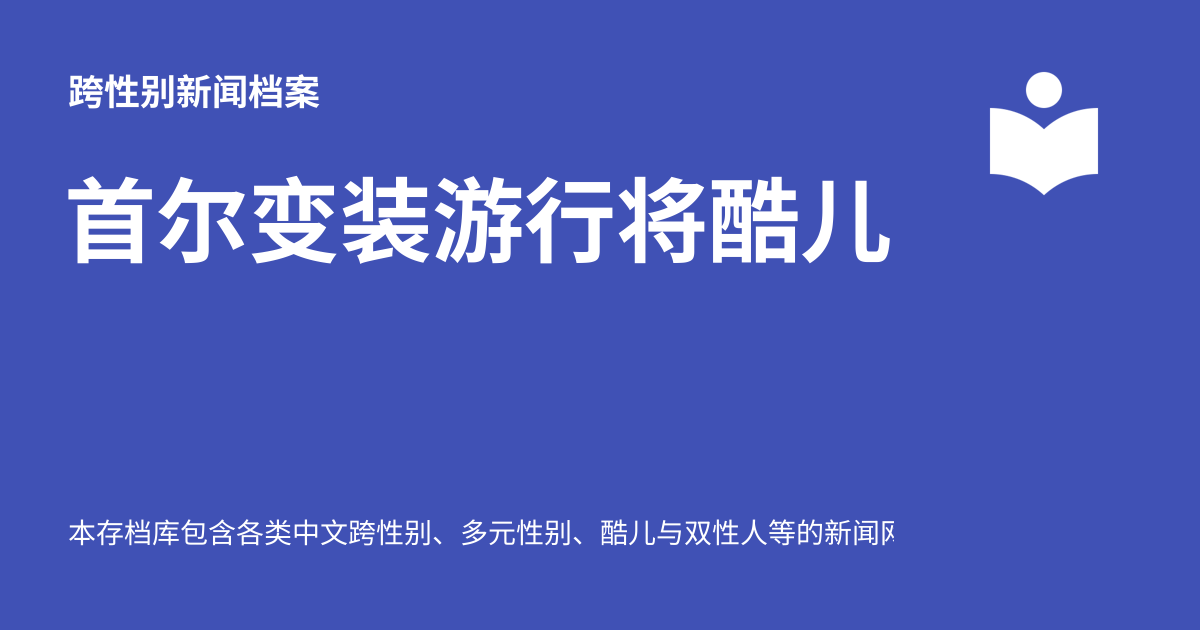 跨性别新闻档案
首尔变装游行将酷儿
本存档库包含各类中文跨性别、多元性别、酷儿与双性人等的新闻